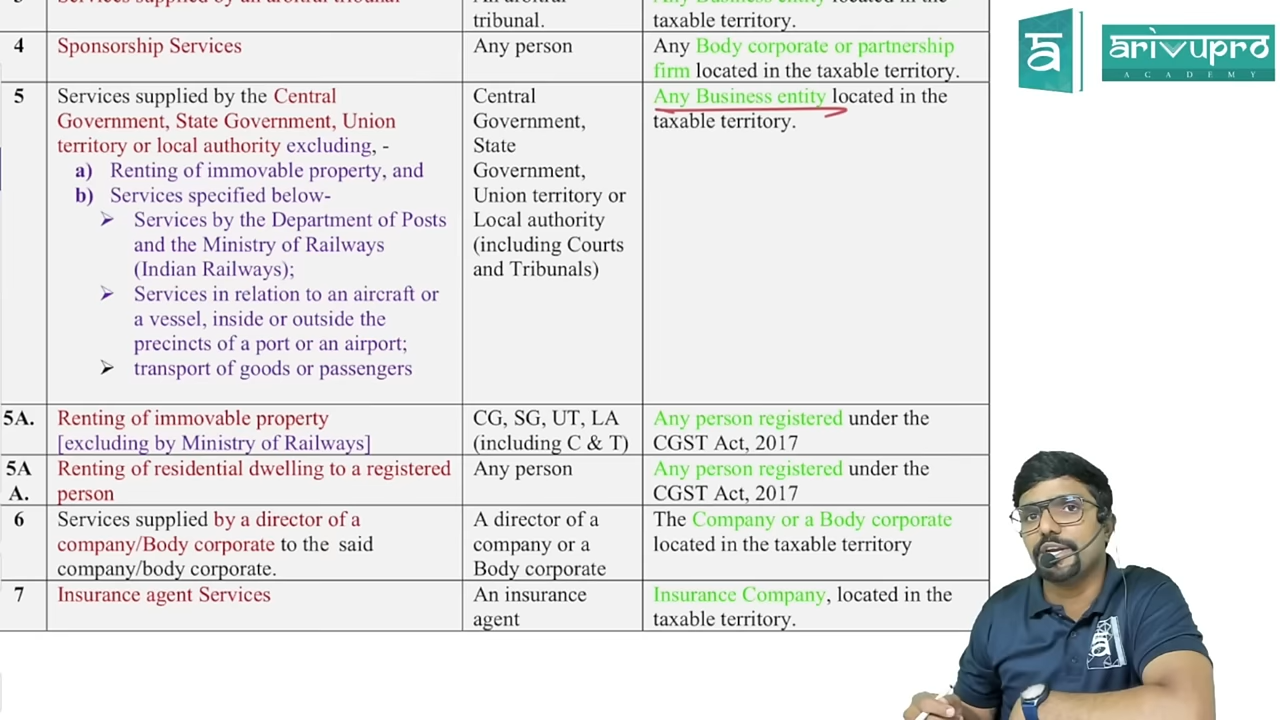 tribunal.
taxable territory.
4
Sponsorship Services
Any person
Any Body corporate or partnership
firm located in the taxable territory.
5
Services supplied by the Central
Government, State Government, Union
territory or local authority excluding, -
a) Renting of immovable property, and
b) Services specified below-
➢ Services by the Department of Posts
and the Ministry of Railways
(Indian Railways);
➢ Services in relation to an aircraft or
a vessel, inside or outside the
precincts of a port or an airport;
➢ transport of goods or passengers
Central
Government,
State
Government,
Union territory or
Local authority
(including Courts
and Tribunals)
Any Business entity located in the
taxable territory.
5A.
Renting of immovable property
[excluding by Ministry of Railways]
CG, SG, UT, LA
(including C & T)
Any person registered under the
CGST Act, 2017
5A
A.
Renting of residential dwelling to a registered
person
Any person
Any person registered under the
CGST Act, 2017
6
Services supplied by a director of a
company/Body corporate to the said
company/body corporate.
A director of a
company or a
Body corporate
The Company or a Body corporate
located in the taxable territory
7
Insurance agent Services
An insurance
agent
Insurance Company, located in the
taxable territory.
arivupro
ACADEMY